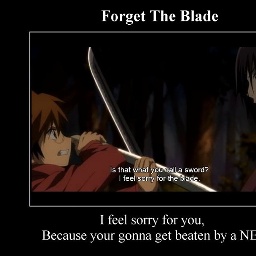 Forget The Blade
Is that what you call a sword?
I feel sorry for the blade.
I feel sorry for you,
Because your gonna get beaten by a NE